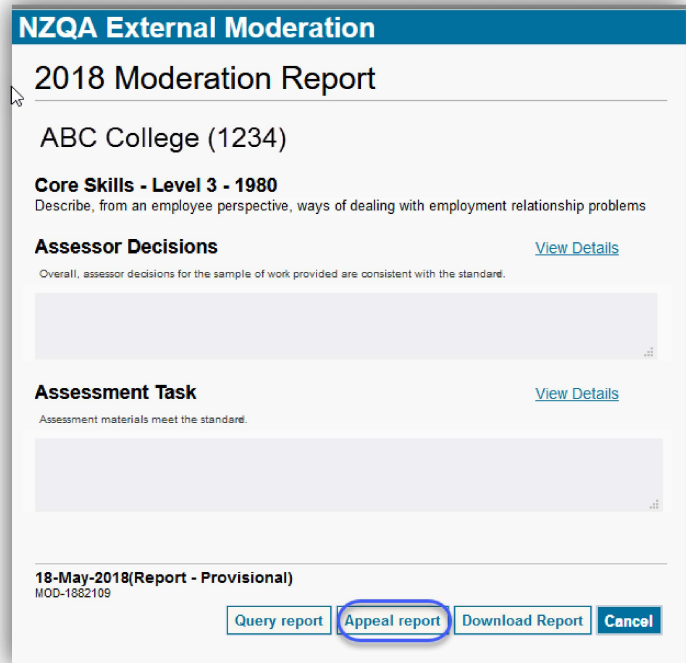 NZQA External Moderation
2018 Moderation Report
ABC College (1234)
Core Skills - Level 3 - 1980
Describe, from an employee perspective, ways of dealing with employment relationship problems
Assessor Decisions View Details
Overall, assessor decisions for the sample of work provided are consistent with the standard.
Assessment Task View Details
Assessment materials meet the standard.
18-May-2018(Report - Provisional)
MOD-1882109
Query report Appeal report Download Report Cancel